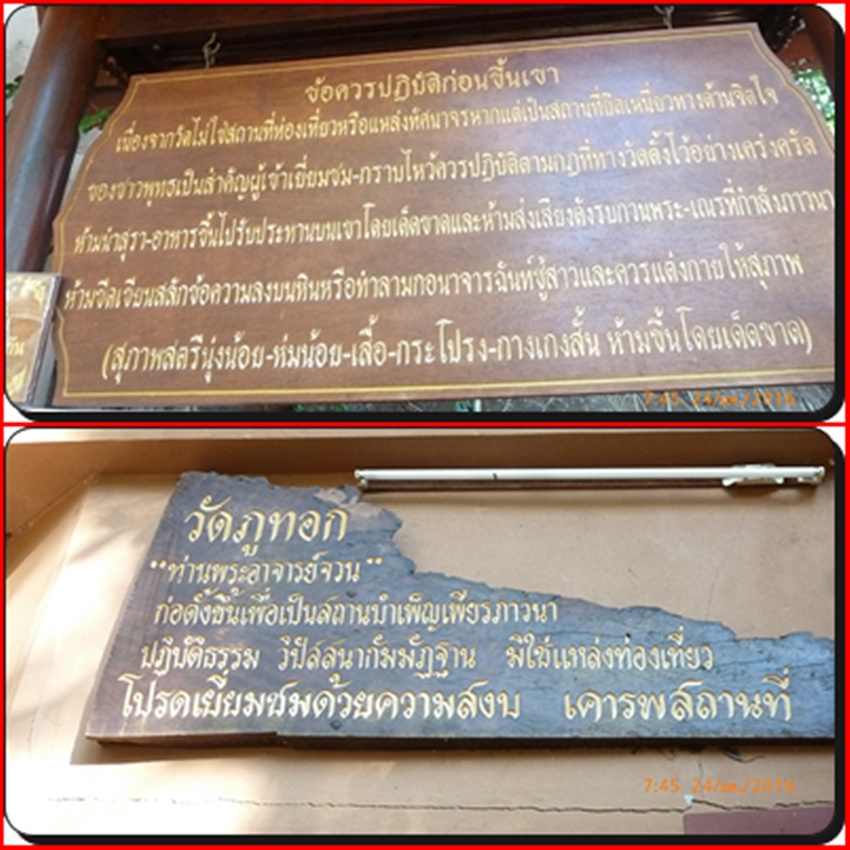 ข้อควรปฏิบัติก่อนขึ้นเขา
เนื่องจากวัดไม่ใช่สถานที่ท่องเที่ยวหรือแหล่งทัศนาจรหากแต่เป็นสถานที่ยึดเหนี่ยวทางด้านจิตใจ
ของชาวพุทธเป็นสำคัญผู้เข้าเยี่ยมชม-กราบไหว้ควรปฏิบัติตามกฎที่ทางวัดตั้งไว้อย่างเคร่งครัด
ห้ามนำสุรา-อาหารขึ้นไปรับประทานบนเขาโดยเด็ดขาดและห้ามส่งเสียงดังรบกวนพระ-เณรที่กำลังภาวนา
ห้ามขีดเขียนสลักข้อความลงบนหินหรือทำลามกอนาจารฉันท์ชู้สาวและควรแต่งกายให้สุภาพ
(สุภาพสตรีนุ่งน้อย-ห่มน้อย-เสื้อ-กระโปรง-กางเกงสั้น ห้ามขึ้นโดยเด็ดขาด)
7:45 24/พค./2016
วัดภูทอก
"ท่านพระอาจารย์จวน"
ก่อตั้งขึ้นเพื่อเป็นสถานบำเพ็ญเพียรภาวนา
ปฏิบัติธรรม วิปัสสนากัมมัฏฐาน มิใช่แหล่งท่องเที่ยว
โปรดเยี่ยมชมด้วยความสงบ เคารพสถานที่
7:45 24/พค./2016